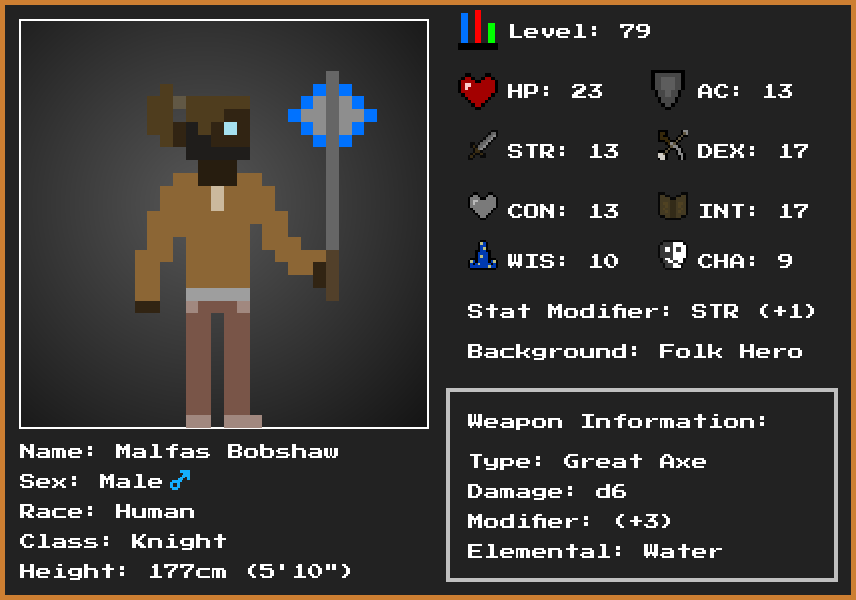 Level: 79
HP: 23
AC: 13
STR: 13
DEX: 17
CON: 13
INT: 17
WIS: 10
CHA: 9
Stat Modifier: STR (+1)
Background: Folk Hero
Name: Malfas Bobshaw
Sex: Male ♂
Race: Human
Class: Knight
Height: 177cm (5'10")
Weapon Information:
Type: Great Axe
Damage: d6
Modifier: (+3)
Elemental: Water